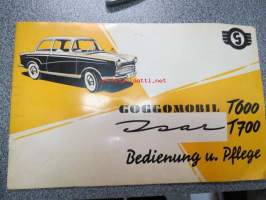 G
GOGGOMOBIL T600
Isar T700
Bedienung u. Pflege